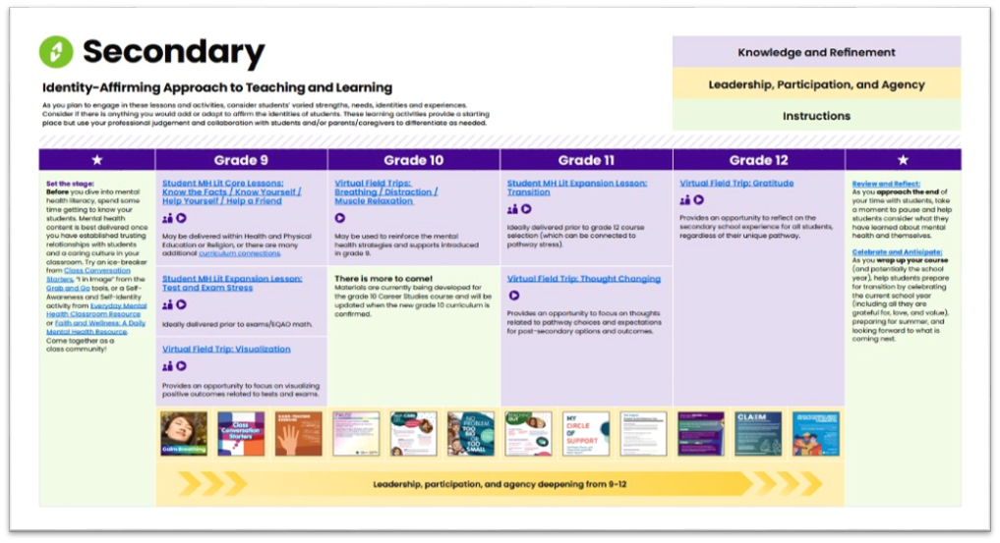 Secondary
Identity-Affirming Approach to Teaching and Learning
As you plan to engage in these lessons and activities, consider students' varied strengths, needs, identities and experiences.
Consider if there is anything you would add or adapt to affirm the identities of students. These learning activities provide a starting
place but use your professional judgement and collaboration with students and/or parents/caregivers to differentiate as needed.
Knowledge and Refinement
Leadership, Participation, and Agency
Instructions
★
Grade 9
Grade 10
Grade 11
Grade 12
★
Set the stage:
Before you dive into mental
health literacy, spend some
time getting to know your
students. Mental health
content is best delivered once
you have established trusting
relationships with students
and a caring culture in your
classroom. Try an ice-breaker
from Class Conversation
Starters, "I in Image" from the
Grab and Go tools, or a Self-
Awareness and Self-Identity
activity from Everyday Mental
Health Classroom Resource
or Faith and Wellness: A Daily
Mental Health Resource.
Come together as a
class community!
Student MH Lit Core Lessons:
Know the Facts / Know Yourself /
Help Yourself / Help a Friend
May be delivered within Health and Physical
Education or Religion, or there are many
additional curriculum connections.
Student MH Lit Expansion Lesson:
Test and Exam Stress
Ideally delivered prior to exams/EQAO math.
Virtual Field Trip: Visualization
Provides an opportunity to focus on visualizing
positive outcomes related to tests and exams.
Virtual Field Trips:
Breathing / Distraction /
Muscle Relaxation
May be used to reinforce the mental
health strategies and supports introduced
in grade 9.
There is more to come!
Materials are currently being developed for
the grade 10 Career Studies course and will be
updated when the new grade 10 curriculum is
confirmed.
Student MH Lit Expansion Lesson:
Transition
Ideally delivered prior to grade 12 course
selection (which can be connected to
pathway stress).
Virtual Field Trip: Thought Changing
Provides an opportunity to focus on thoughts
related to pathway choices and expectations
for post-secondary options and outcomes.
Virtual Field Trip: Gratitude
Provides an opportunity to reflect on the
secondary school experience for all students,
regardless of their unique pathway.
Review and Reflect:
As you approach the end of
your time with students, take
a moment to pause and help
students consider what they
have learned about mental
health and themselves.
Celebrate and Anticipate:
As you wrap up your course
(and potentially the school
year), help students prepare
for transition by celebrating
the current school year
(including all they are
grateful for, love, and value),
preparing for summer, and
looking forward to what is
coming next.
Calm Breathing
Class
Conversation
Starters
NO
PROBLEM
TOO
BIG
OR
TOO
SMALL
REACHING
OUT
MY
CIRCLE
OF
SUPPORT
CLAIM
Leadership, participation, and agency deepening from 9-12